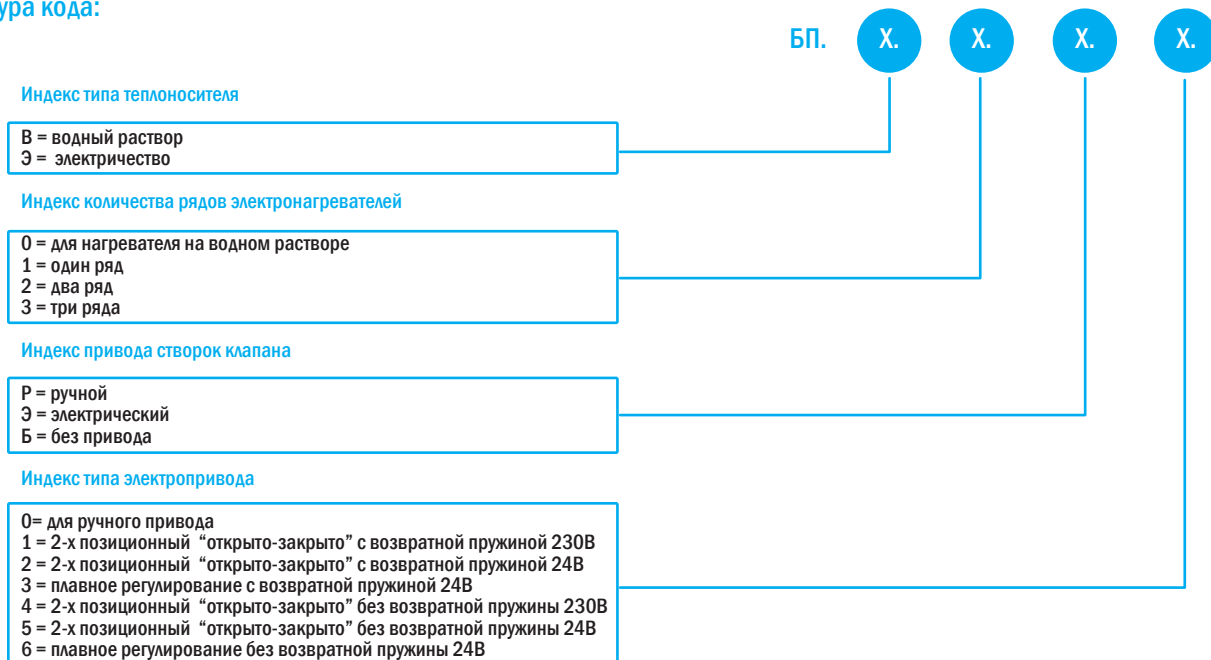 ура кода:
БП. Х. Х. Х. Х.
Индекс типа теплоносителя
В = водный раствор
Э = электричество
Индекс количества рядов электронагревателей
0 = для нагревателя на водном растворе
1 = один ряд
2 = два ряд
3 = три ряда
Индекс привода створок клапана
Р = ручной
Э = электрический
Б = без привода
Индекс типа электропривода
0= для ручного привода
1 = 2-х позиционный “открыто-закрыто” с возвратной пружиной 230В
2 = 2-х позиционный “открыто-закрыто” с возвратной пружиной 24В
3 = плавное регулирование с возвратной пружиной 24В
4 = 2-х позиционный “открыто-закрыто” без возвратной пружины 230В
5 = 2-х позиционный “открыто-закрыто” без возвратной пружины 24В
6 = плавное регулирование без возвратной пружины 24В